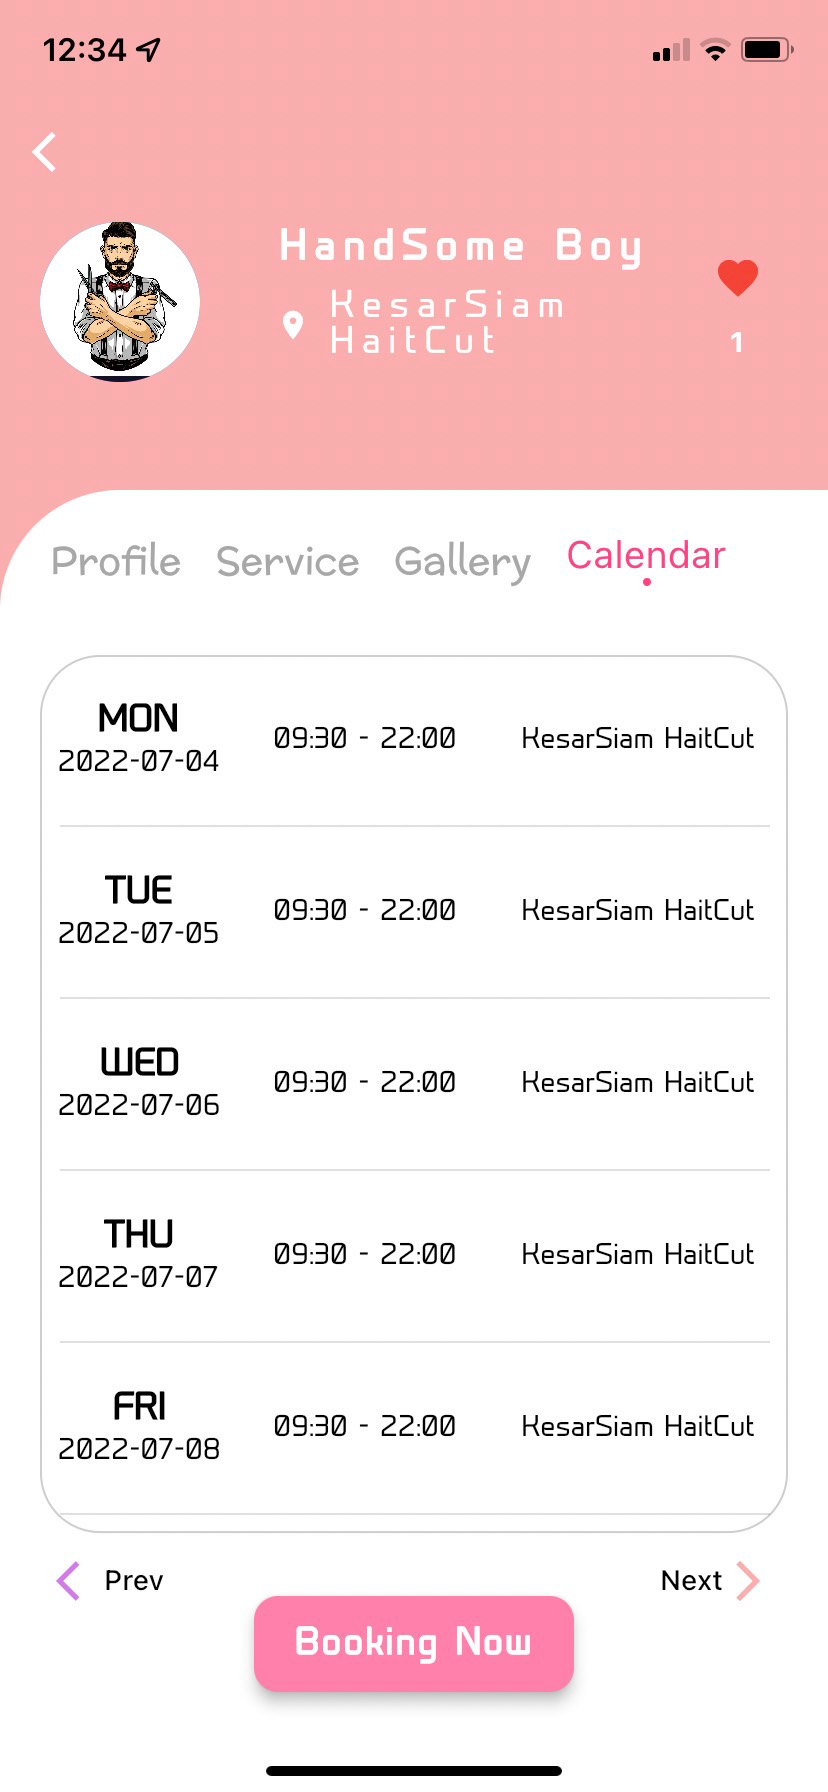 12:34
HandSome Boy
KesarSiam
HaitCut
1
Profile Service Gallery Calendar
MON
2022-07-04
09:30 - 22:00
KesarSiam HaitCut
TUE
2022-07-05
09:30 - 22:00
KesarSiam HaitCut
WED
2022-07-06
09:30 - 22:00
KesarSiam HaitCut
THU
2022-07-07
09:30 - 22:00
KesarSiam HaitCut
FRI
2022-07-08
09:30 - 22:00
KesarSiam HaitCut
Prev
Next
Booking Now